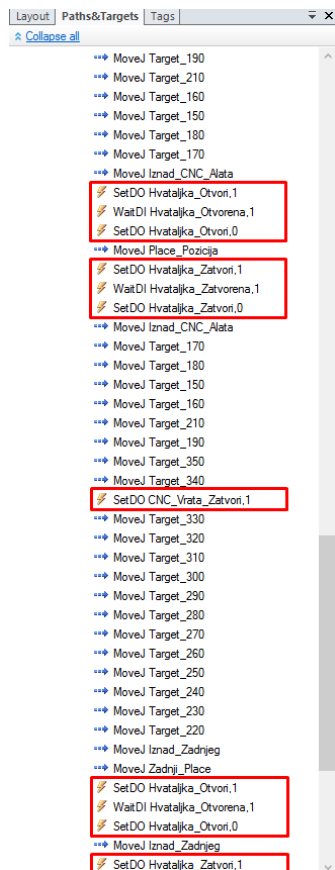 Layout Paths&Targets Tags
Collapse all
MoveJ Target_190
MoveJ Target_210
MoveJ Target_160
MoveJ Target_150
MoveJ Target_180
MoveJ Target_170
MoveJ Iznad_CNC_Alata
SetDO Hvataljka_Otvori,1
WaitDI Hvataljka_Otvorena,1
SetDO Hvataljka_Otvori,0
MoveJ Place_Pozicija
SetDO Hvataljka_Zatvori,1
WaitDI Hvataljka_Zatvorena,1
SetDO Hvataljka_Zatvori,0
MoveJ Iznad_CNC_Alata
MoveJ Target_170
MoveJ Target_180
MoveJ Target_150
MoveJ Target_160
MoveJ Target_210
MoveJ Target_190
MoveJ Target_350
MoveJ Target_340
SetDO CNC_Vrata_Zatvori,1
MoveJ Target_330
MoveJ Target_320
MoveJ Target_310
MoveJ Target_300
MoveJ Target_290
MoveJ Target_280
MoveJ Target_270
MoveJ Target_260
MoveJ Target_250
MoveJ Target_240
MoveJ Target_230
MoveJ Target_220
MoveJ Iznad_Zadnjeg
MoveJ Zadnji_Place
SetDO Hvataljka_Otvori,1
WaitDI Hvataljka_Otvorena,1
SetDO Hvataljka_Otvori,0
MoveJ Iznad_Zadnjeg
SetDO Hvataljka_Zatvori,1